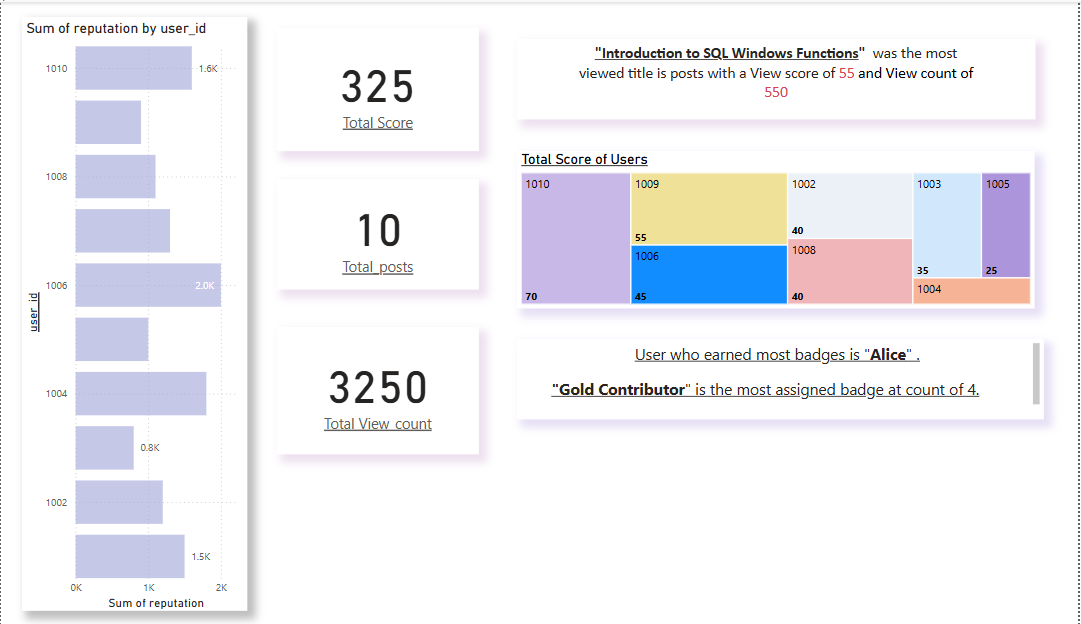 Sum of reputation by user_id
1010
1.6K
1008
1006
2.0K
1004
0.8K
1002
1.5K
0K 1K 2K
Sum of reputation
user_id
325
Total Score
10
Total_posts
3250
Total View_count
"Introduction to SQL Windows Functions" was the most
viewed title is posts with a View score of 55 and View count of
550
Total Score of Users
1010
70
1009
55
1006
45
1002
40
1008
40
1003
35
1005
25
1004
User who earned most badges is "Alice" .
"Gold Contributor" is the most assigned badge at count of 4.